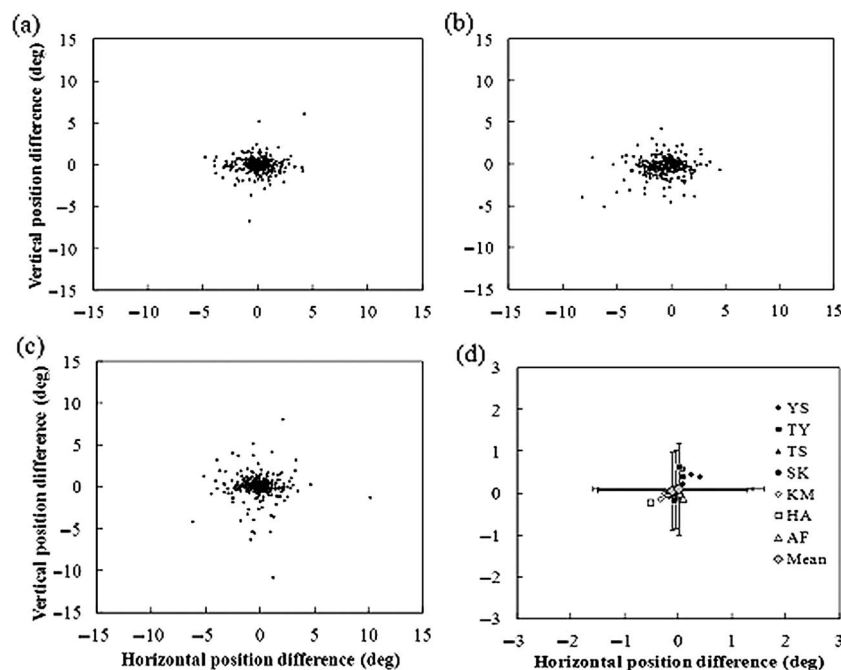 (a)
15
10
5
0
−5
−10
−15
−15 −10 −5 0 5 10 15
Vertical position difference (deg)
(b)
15
10
5
0
−5
−10
−15
−15 −10 −5 0 5 10 15
(c)
15
10
5
0
−5
−10
−15
−15 −10 −5 0 5 10 15
Vertical position difference (deg)
Horizontal position difference (deg)
(d)
3
2
1
0
−1
−2
−3
−3 −2 −1 0 1 2 3
YS
TY
TS
SK
KM
HA
AF
Mean
Horizontal position difference (deg)